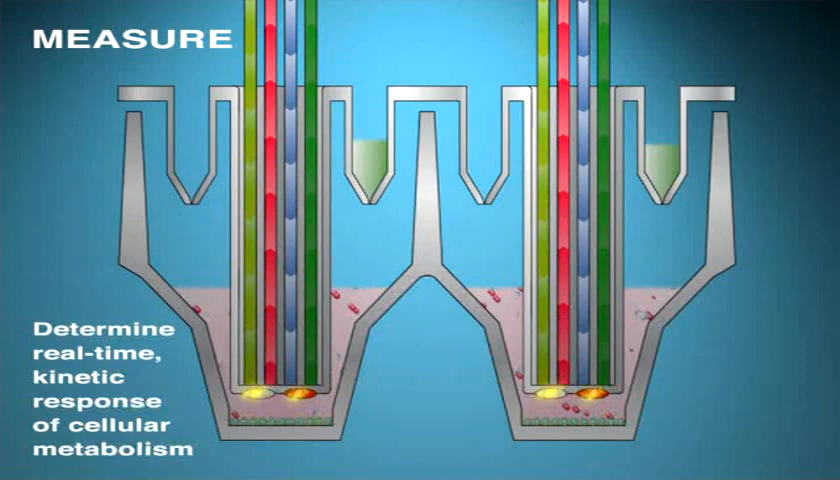 MEASURE
Determine
real-time,
kinetic
response
of cellular
metabolism